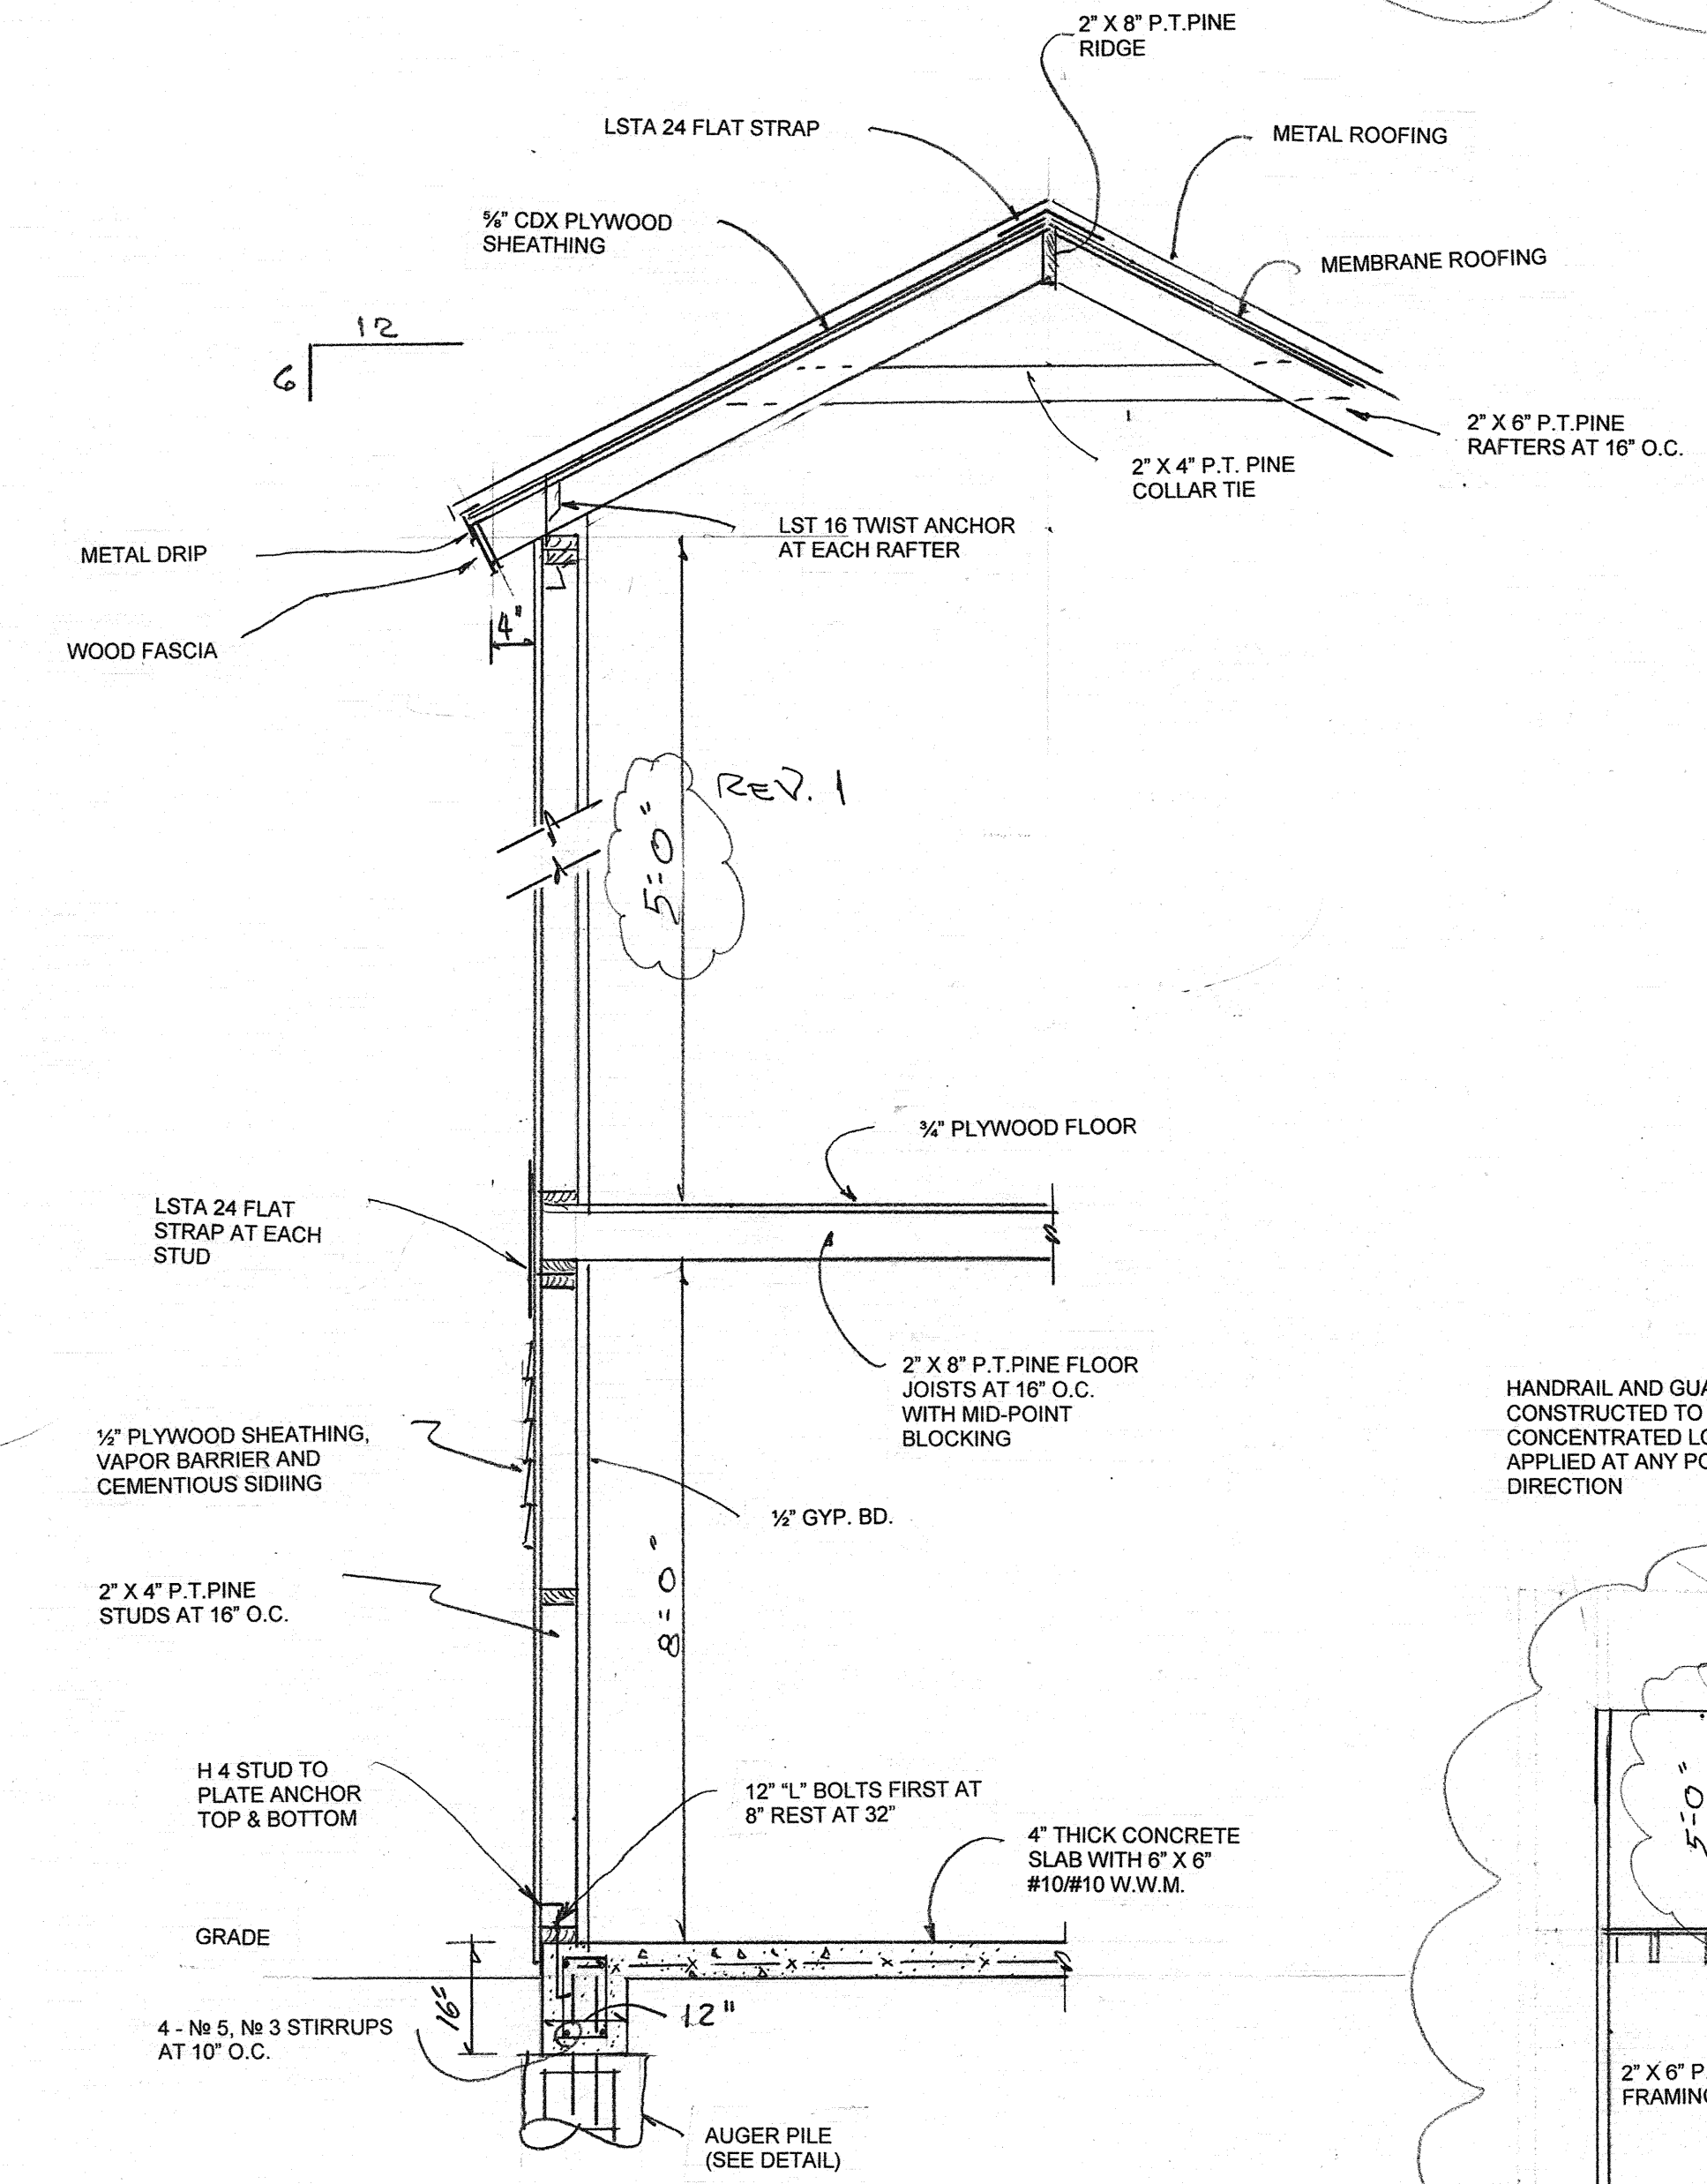 2” X 8” P.T.PINE
RIDGE
LSTA 24 FLAT STRAP
METAL ROOFING
⅝” CDX PLYWOOD
SHEATHING
MEMBRANE ROOFING
12
6
2” X 6” P.T.PINE
RAFTERS AT 16” O.C.
2” X 4” P.T. PINE
COLLAR TIE
LST 16 TWIST ANCHOR
AT EACH RAFTER
METAL DRIP
4"
WOOD FASCIA
REV. 1
5'-0"
¾” PLYWOOD FLOOR
LSTA 24 FLAT
STRAP AT EACH
STUD
2” X 8” P.T.PINE FLOOR
JOISTS AT 16” O.C.
WITH MID-POINT
BLOCKING
HANDRAIL AND GUA
CONSTRUCTED TO
CONCENTRATED LO
APPLIED AT ANY PO
DIRECTION
½” PLYWOOD SHEATHING,
VAPOR BARRIER AND
CEMENTIOUS SIDIING
½” GYP. BD.
8'-0"
2” X 4” P.T.PINE
STUDS AT 16” O.C.
H 4 STUD TO
PLATE ANCHOR
TOP & BOTTOM
12” “L” BOLTS FIRST AT
8” REST AT 32”
4” THICK CONCRETE
SLAB WITH 6” X 6”
#10/#10 W.W.M.
5'-0"
GRADE
16"
12"
4 - № 5, № 3 STIRRUPS
AT 10” O.C.
2” X 6” P.
FRAMING
AUGER PILE
(SEE DETAIL)